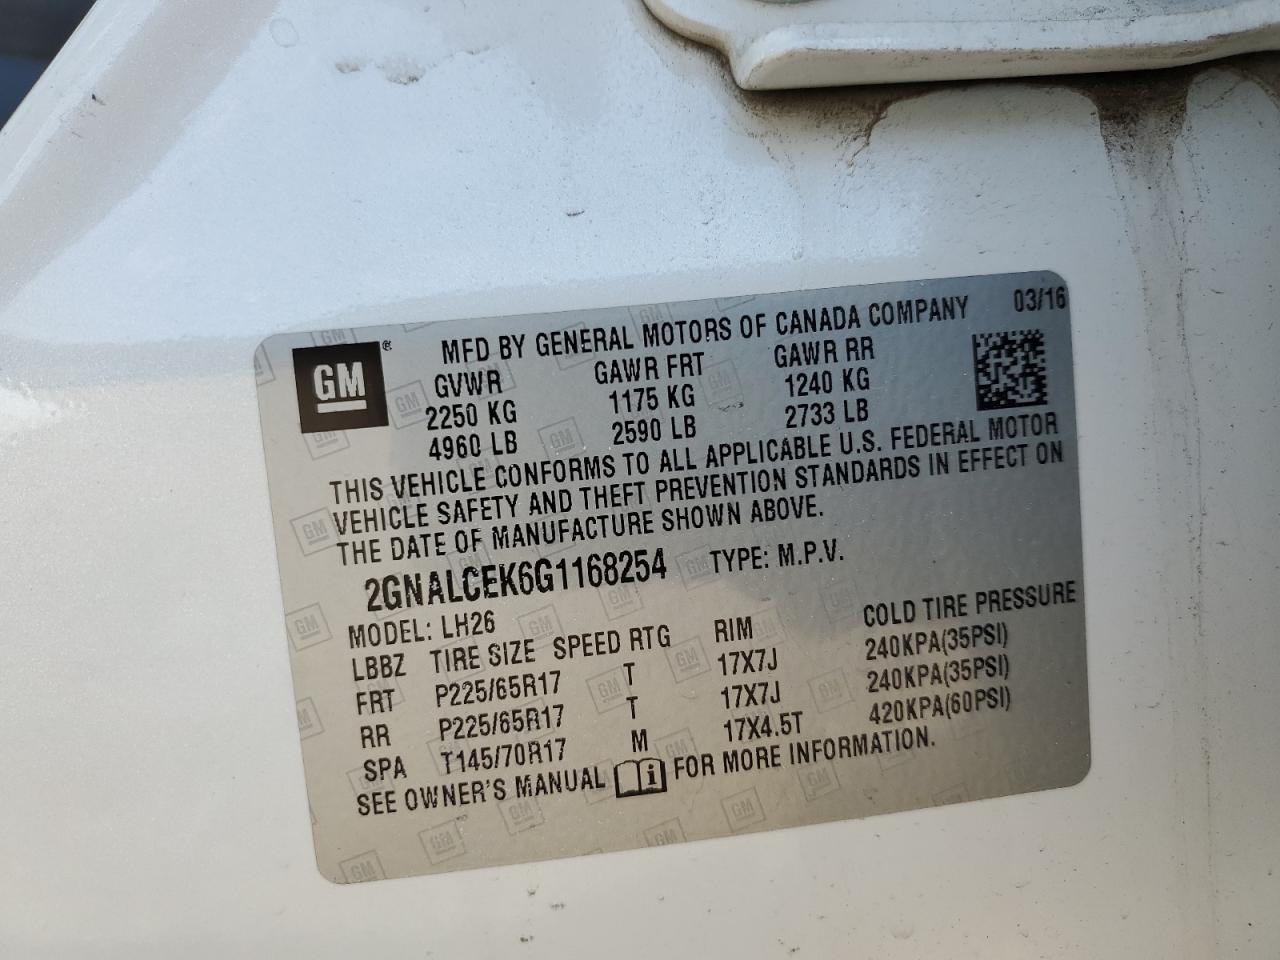 GM®
MFD BY GENERAL MOTORS OF CANADA COMPANY 03/16
GVWR GAWR FRT GAWR RR
2250 KG 1175 KG 1240 KG
4960 LB 2590 LB 2733 LB
THIS VEHICLE CONFORMS TO ALL APPLICABLE U.S. FEDERAL MOTOR
VEHICLE SAFETY AND THEFT PREVENTION STANDARDS IN EFFECT ON
THE DATE OF MANUFACTURE SHOWN ABOVE.
2GNALCEK6G1168254 TYPE: M.P.V.
MODEL: LH26
LBBZ TIRE SIZE SPEED RTG RIM COLD TIRE PRESSURE
FRT P225/65R17 T 17X7J 240KPA(35PSI)
RR P225/65R17 T 17X7J 240KPA(35PSI)
SPA T145/70R17 M 17X4.5T 420KPA(60PSI)
SEE OWNER'S MANUAL FOR MORE INFORMATION.